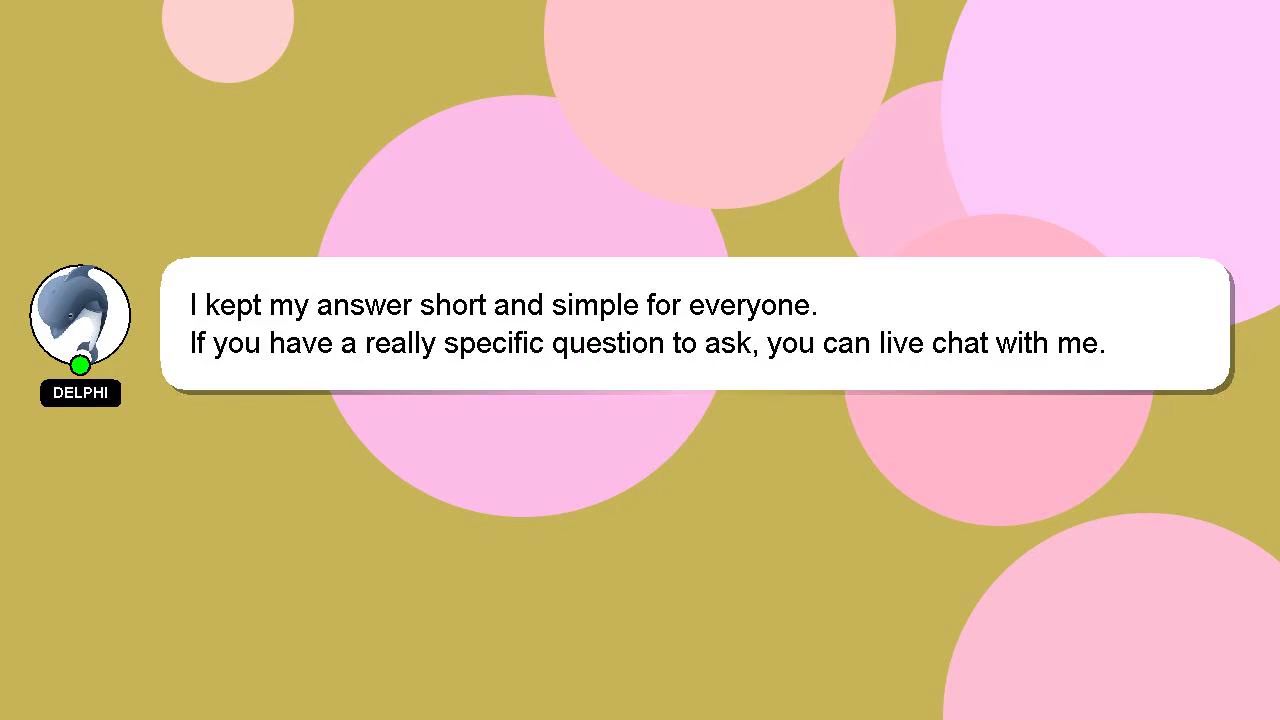 I kept my answer short and simple for everyone.
If you have a really specific question to ask, you can live chat with me.
DELPHI